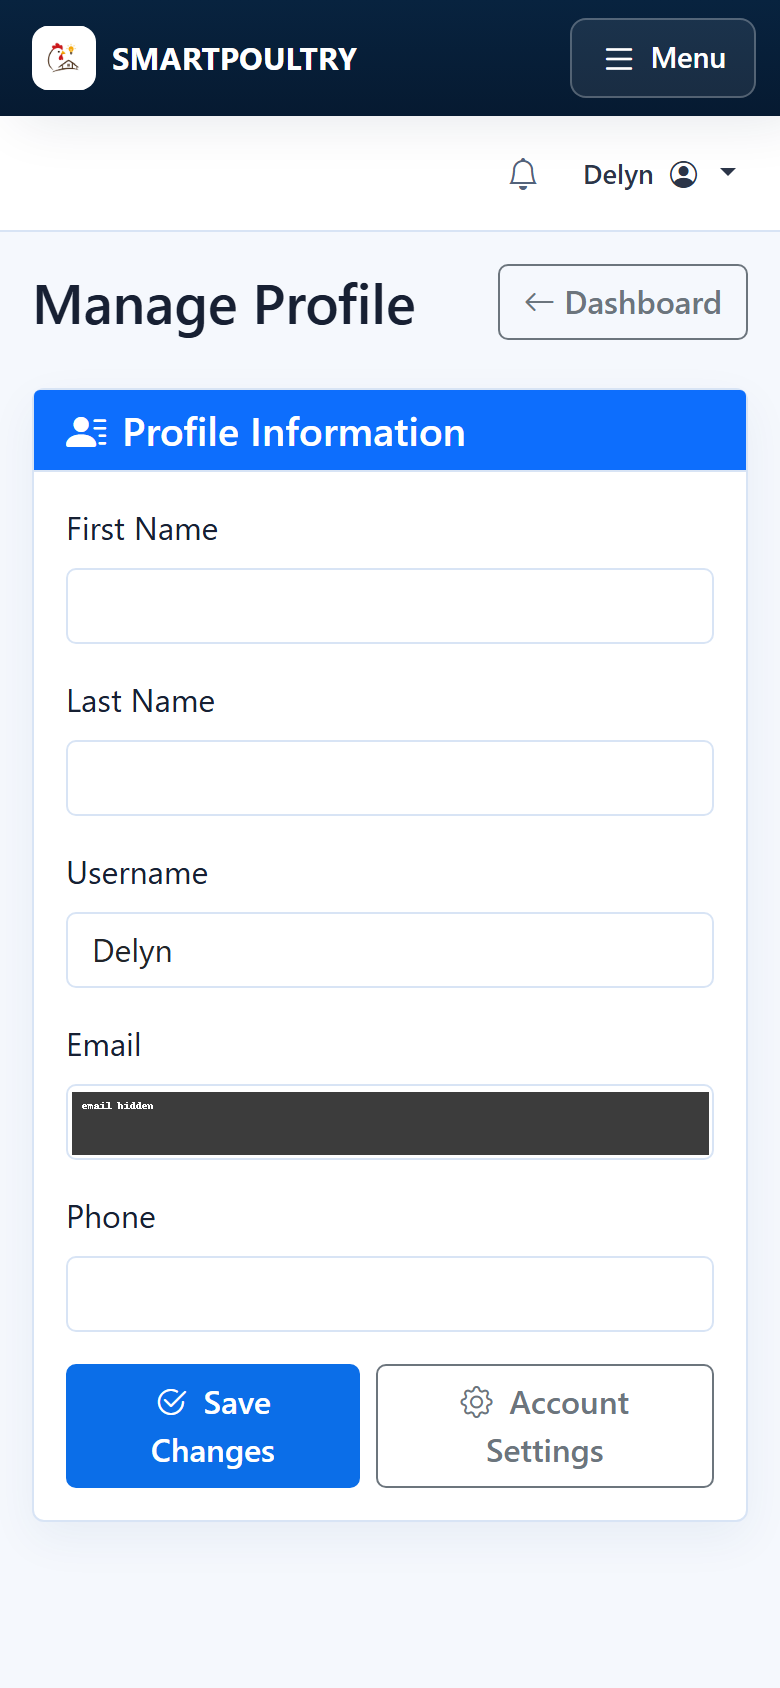 SMARTPOULTRY
Menu
Delyn
Manage Profile
Dashboard
Profile Information
First Name
Last Name
Username
Delyn
Email
email hidden
Phone
Save
Changes
Account
Settings